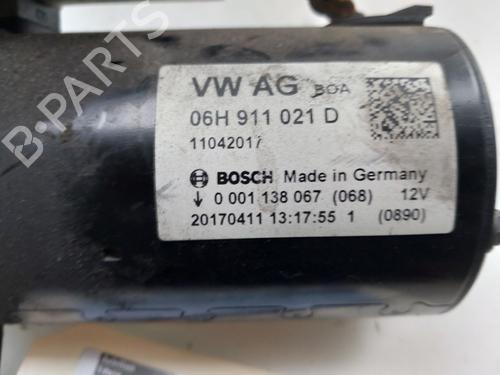 VW AG BOA
06H 911 021 D
11042017
BOSCH Made in Germany
↓ 0 001 138 067 (068) 12V
20170411 13:17:55 1 (0890)
B-PARTS